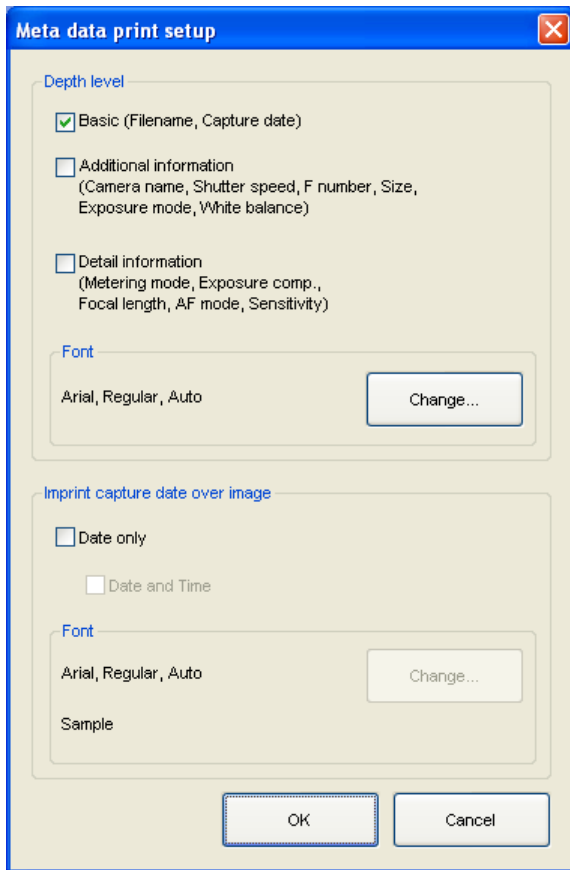 Meta data print setup
Depth level
Basic (Filename, Capture date)
Additional information
(Camera name, Shutter speed, F number, Size,
Exposure mode, White balance)
Detail information
(Metering mode, Exposure comp.,
Focal length, AF mode, Sensitivity)
Font
Arial, Regular, Auto
Change...
Imprint capture date over image
Date only
Date and Time
Font
Arial, Regular, Auto
Change...
Sample
OK
Cancel